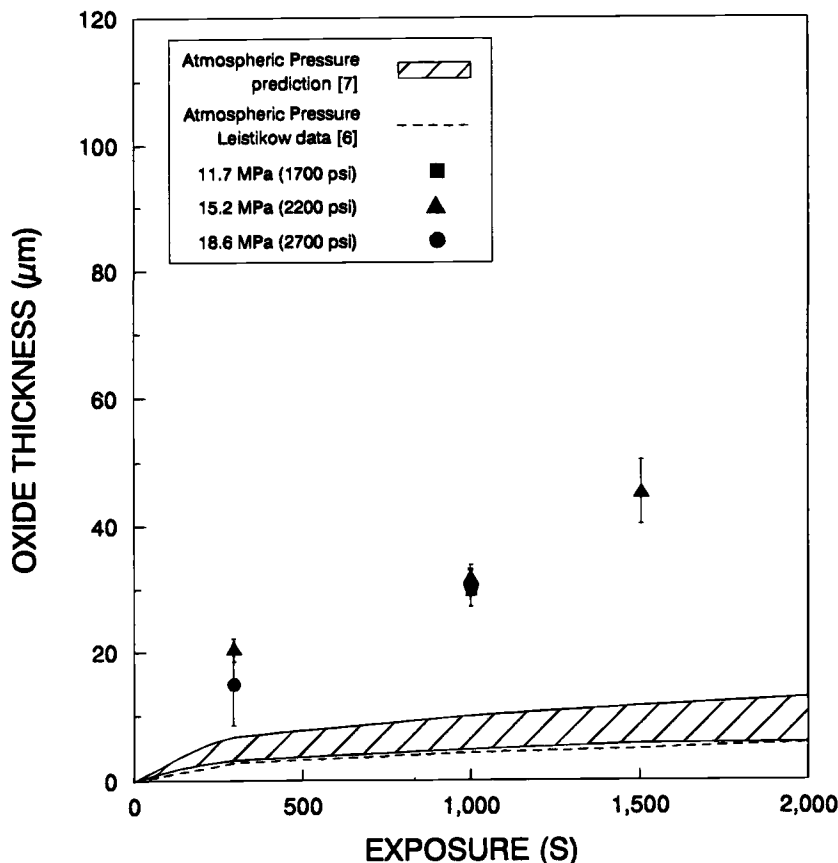 120
100
80
60
40
20
0
OXIDE THICKNESS (µm)
Atmospheric Pressure
prediction [7]
Atmospheric Pressure
Leistikow data [6]
11.7 MPa (1700 psi)
15.2 MPa (2200 psi)
18.6 MPa (2700 psi)
0 500 1,000 1,500 2,000
EXPOSURE (S)